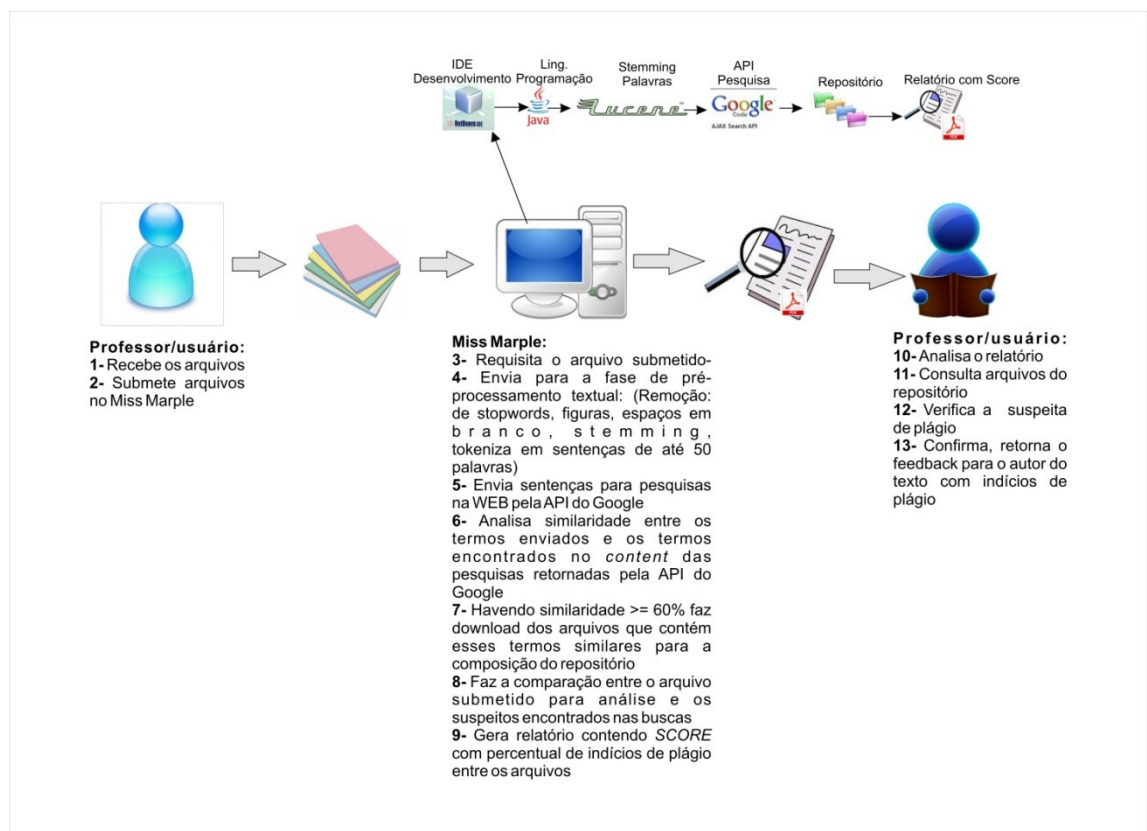 IDE
Desenvolvimento
Ling.
Programação
Stemming
Palavras
API
Pesquisa
Repositório
Relatório com Score
NetBeans IDE
Java
Lucene™
Google
Code
AJAX Search API
PDF
PDF
Professor/usuário:
1- Recebe os arquivos
2- Submete arquivos
no Miss Marple
Miss Marple:
3- Requisita o arquivo submetido-
4- Envia para a fase de pré-
processamento textual: (Remoção:
de stopwords, figuras, espaços em
branco, stemming,
tokeniza em sentenças de até 50
palavras)
5- Envia sentenças para pesquisas
na WEB pela API do Google
6- Analisa similaridade entre os
termos enviados e os termos
encontrados no content das
pesquisas retornadas pela API do
Google
7- Havendo similaridade >= 60% faz
download dos arquivos que contém
esses termos similares para a
composição do repositório
8- Faz a comparação entre o arquivo
submetido para análise e os
suspeitos encontrados nas buscas
9- Gera relatório contendo SCORE
com percentual de indícios de plágio
entre os arquivos
Professor/usuário:
10- Analisa o relatório
11- Consulta arquivos do
repositório
12- Verifica a suspeita
de plágio
13- Confirma, retorna o
feedback para o autor do
texto com indícios de
plágio